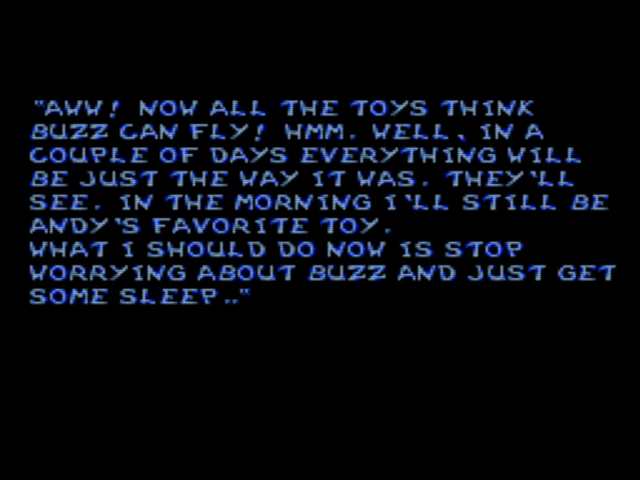 "AWW! NOW ALL THE TOYS THINK
BUZZ CAN FLY! HMM. WELL, IN A
COUPLE OF DAYS EVERYTHING WILL
BE JUST THE WAY IT WAS. THEY'LL
SEE. IN THE MORNING I'LL STILL BE
ANDY'S FAVORITE TOY.
WHAT I SHOULD DO NOW IS STOP
WORRYING ABOUT BUZZ AND JUST GET
SOME SLEEP.."